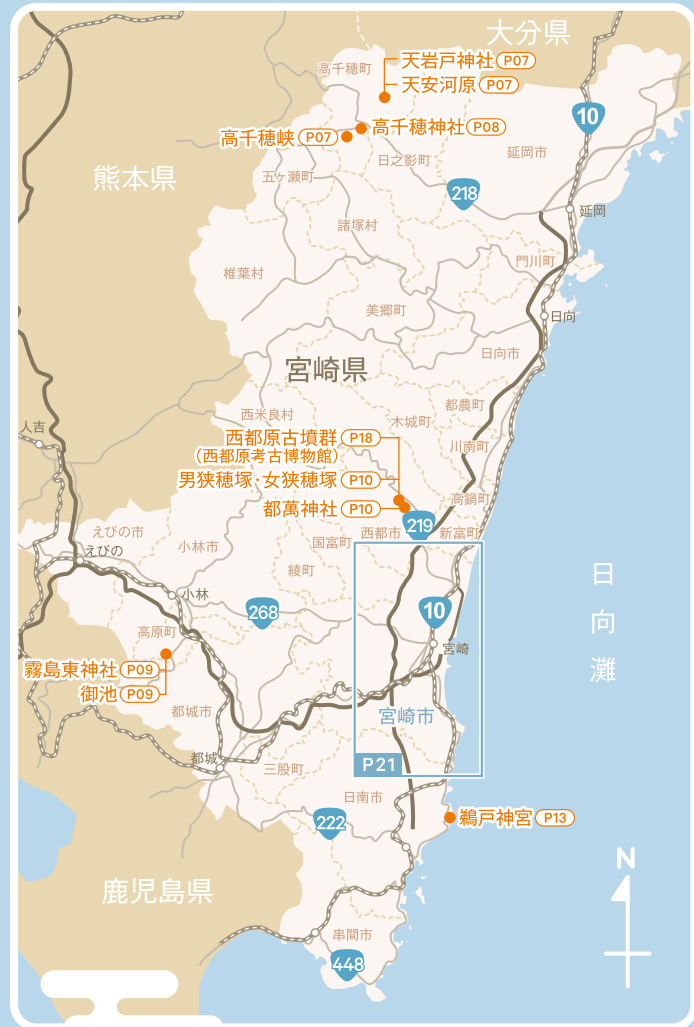 大分県
天岩戸神社 P07
高千穂町
天安河原 P07
10
高千穂神社 P08
高千穂峡 P07
日之影町
延岡市
熊本県
五ヶ瀬町
218
延岡
諸塚村
門川町
椎葉村
美郷町
日向
日向市
宮崎県
都農町
西米良村
木城町
人吉
西都原古墳群 P18
(西都原考古博物館)
川南町
男狭穂塚・女狭穂塚 P10
高鍋町
都萬神社 P10
219
えびの市
西都市
新富町
国富町
えびの
小林市
綾町
日向灘
小林
268
10
高原町
宮崎
霧島東神社 P09
御池 P09
都城市
宮崎市
都城
P21
三股町
日南市
222
鵜戸神宮 P13
N
鹿児島県
串間市
448